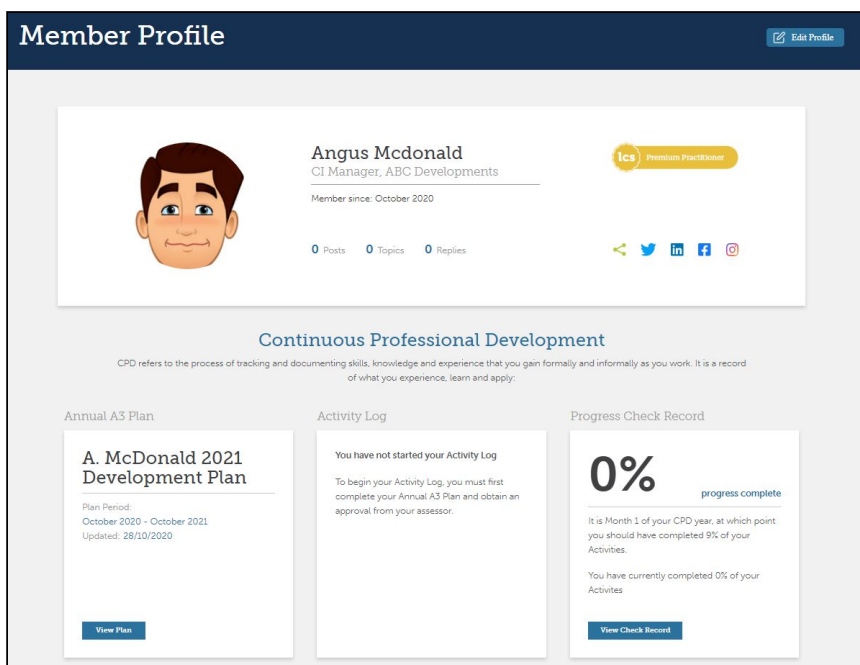 Member Profile
Edit Profile
Angus Mcdonald
CI Manager, ABC Developments
lcs Premium Practitioner
Member since: October 2020
0 Posts 0 Topics 0 Replies
Continuous Professional Development
CPD refers to the process of tracking and documenting skills, knowledge and experience that you gain formally and informally as you work. It is a record
of what you experience, learn and apply:
Annual A3 Plan
A. McDonald 2021
Development Plan
Plan Period:
October 2020 - October 2021
Updated: 28/10/2020
View Plan
Activity Log
You have not started your Activity Log
To begin your Activity Log, you must first
complete your Annual A3 Plan and obtain an
approval from your assessor.
Progress Check Record
0%
progress complete
It is Month 1 of your CPD year, at which point
you should have completed 9% of your
Activities.
You have currently completed 0% of your
Activites
View Check Record